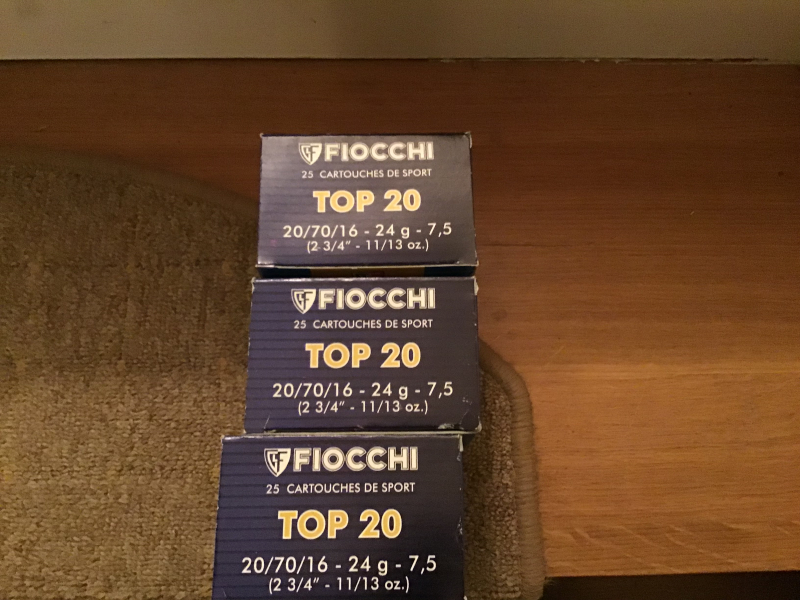 FIOCCHI
25 CARTOUCHES DE SPORT
TOP 20
20/70/16 - 24 g - 7,5
(2 3/4" - 11/13 oz.)
FIOCCHI
25 CARTOUCHES DE SPORT
TOP 20
20/70/16 - 24 g - 7,5
(2 3/4" - 11/13 oz.)
FIOCCHI
25 CARTOUCHES DE SPORT
TOP 20
20/70/16 - 24 g - 7,5
(2 3/4" - 11/13 oz.)